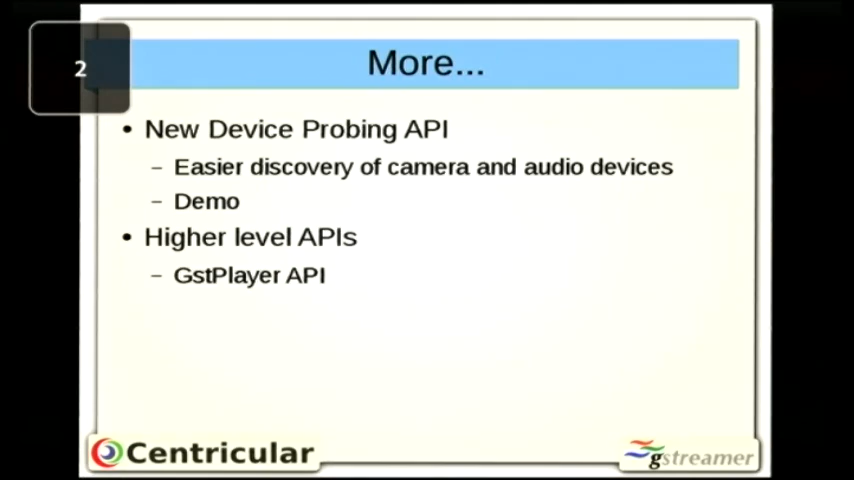 2
More...
• New Device Probing API
– Easier discovery of camera and audio devices
– Demo
• Higher level APIs
– GstPlayer API
Centricular
gstreamer